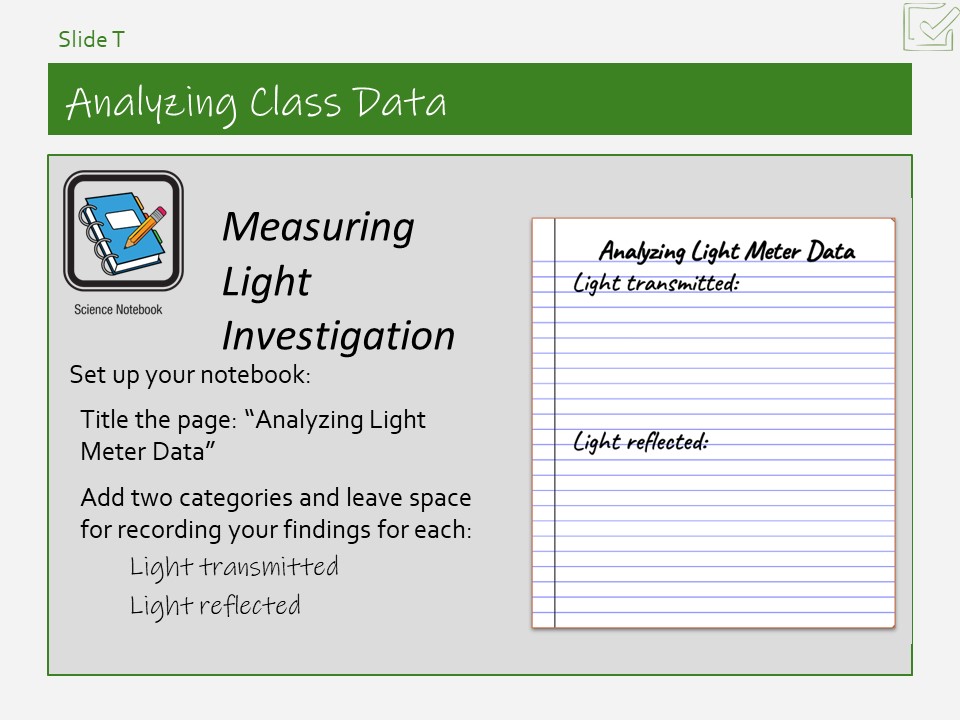 Slide T
Analyzing Class Data
Science Notebook
Measuring
Light
Investigation
Set up your notebook:
Title the page: “Analyzing Light
Meter Data”
Add two categories and leave space
for recording your findings for each:
Light transmitted
Light reflected
Analyzing Light Meter Data
Light transmitted:
Light reflected: